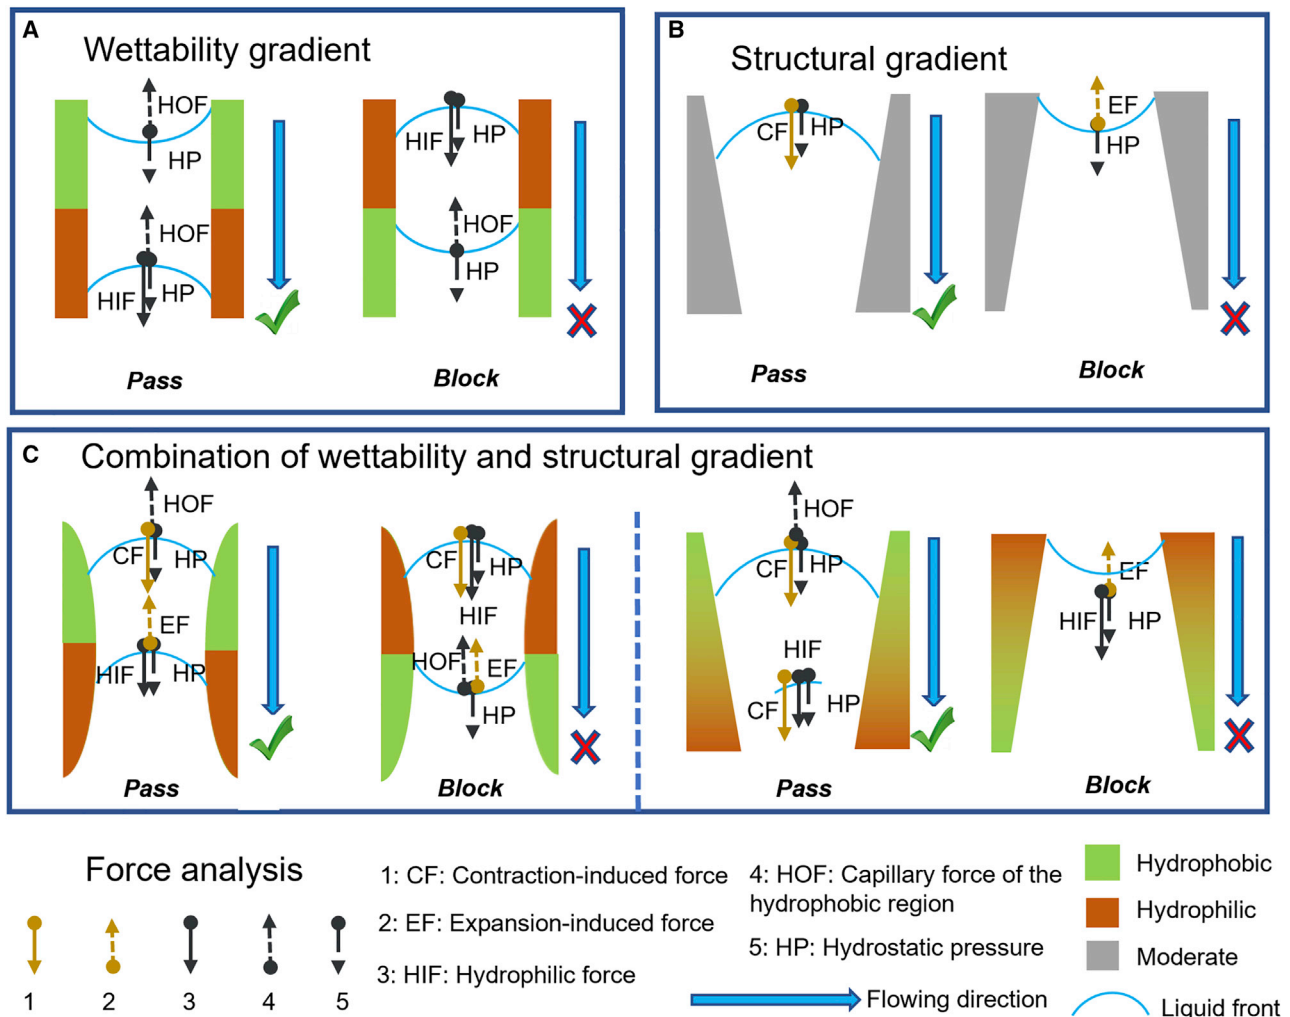 A
Wettability gradient
HOF
HP
HOF
HIF
HP
Pass
HIF
HP
HOF
HP
Block
B
Structural gradient
CF
HP
Pass
EF
HP
Block
C
Combination of wettability and structural gradient
HOF
CF
HP
EF
HIF
HP
Pass
CF
HP
HIF
HOF
EF
HP
Block
HOF
CF
HP
HIF
CF
HP
Pass
EF
HIF
HP
Block
Force analysis
1
2
3
4
5
1: CF: Contraction-induced force
2: EF: Expansion-induced force
3: HIF: Hydrophilic force
4: HOF: Capillary force of the
hydrophobic region
5: HP: Hydrostatic pressure
Flowing direction
Hydrophobic
Hydrophilic
Moderate
Liquid front